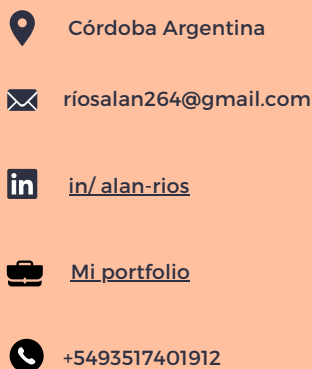 Córdoba Argentina
ríosalan264@gmail.com
in/ alan-rios
Mi portfolio
+5493517401912